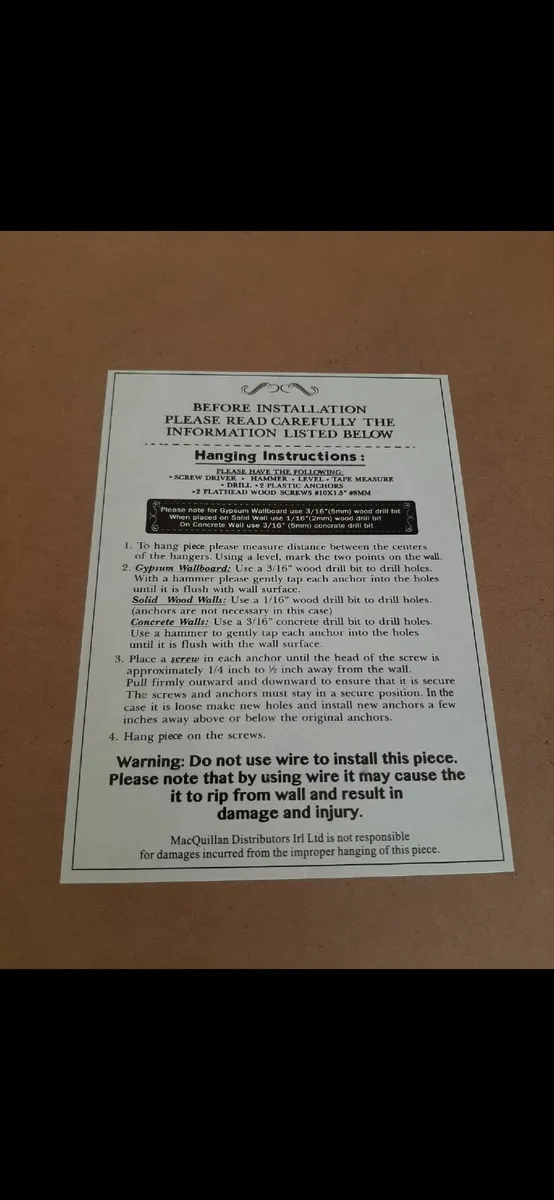 BEFORE INSTALLATION
PLEASE READ CAREFULLY THE
INFORMATION LISTED BELOW
Hanging Instructions:
PLEASE HAVE THE FOLLOWING:
• SCREW DRIVER • HAMMER • LEVEL • TAPE MEASURE
• DRILL • 2 PLASTIC ANCHORS
•2 FLATHEAD WOOD SCREWS #10X1.5" #8MM
Please note for Gypsum Wallboard use 3/16"(5mm) wood drill bit
When placed on Solid Wall use 1/16"(2mm) wood drill bit
On Concrete Wall use 3/16" (5mm) concrete drill bit
1. To hang piece please measure distance between the centers
of the hangers. Using a level, mark the two points on the wall.
2. Gypsum Wallboard: Use a 3/16" wood drill bit to drill holes.
With a hammer please gently tap each anchor into the holes
until it is flush with wall surface.
Solid Wood Walls: Use a 1/16" wood drill bit to drill holes.
(anchors are not necessary in this case)
Concrete Walls: Use a 3/16" concrete drill bit to drill holes.
Use a hammer to gently tap each anchor into the holes
until it is flush with the wall surface.
3. Place a screw in each anchor until the head of the screw is
approximately 1/4 inch to ½ inch away from the wall.
Pull firmly outward and downward to ensure that it is secure
The screws and anchors must stay in a secure position. In the
case it is loose make new holes and install new anchors a few
inches away above or below the original anchors.
4. Hang piece on the screws.
Warning: Do not use wire to install this piece.
Please note that by using wire it may cause the
it to rip from wall and result in
damage and injury.
MacQuillan Distributors Irl Ltd is not responsible
for damages incurred from the improper hanging of this piece.